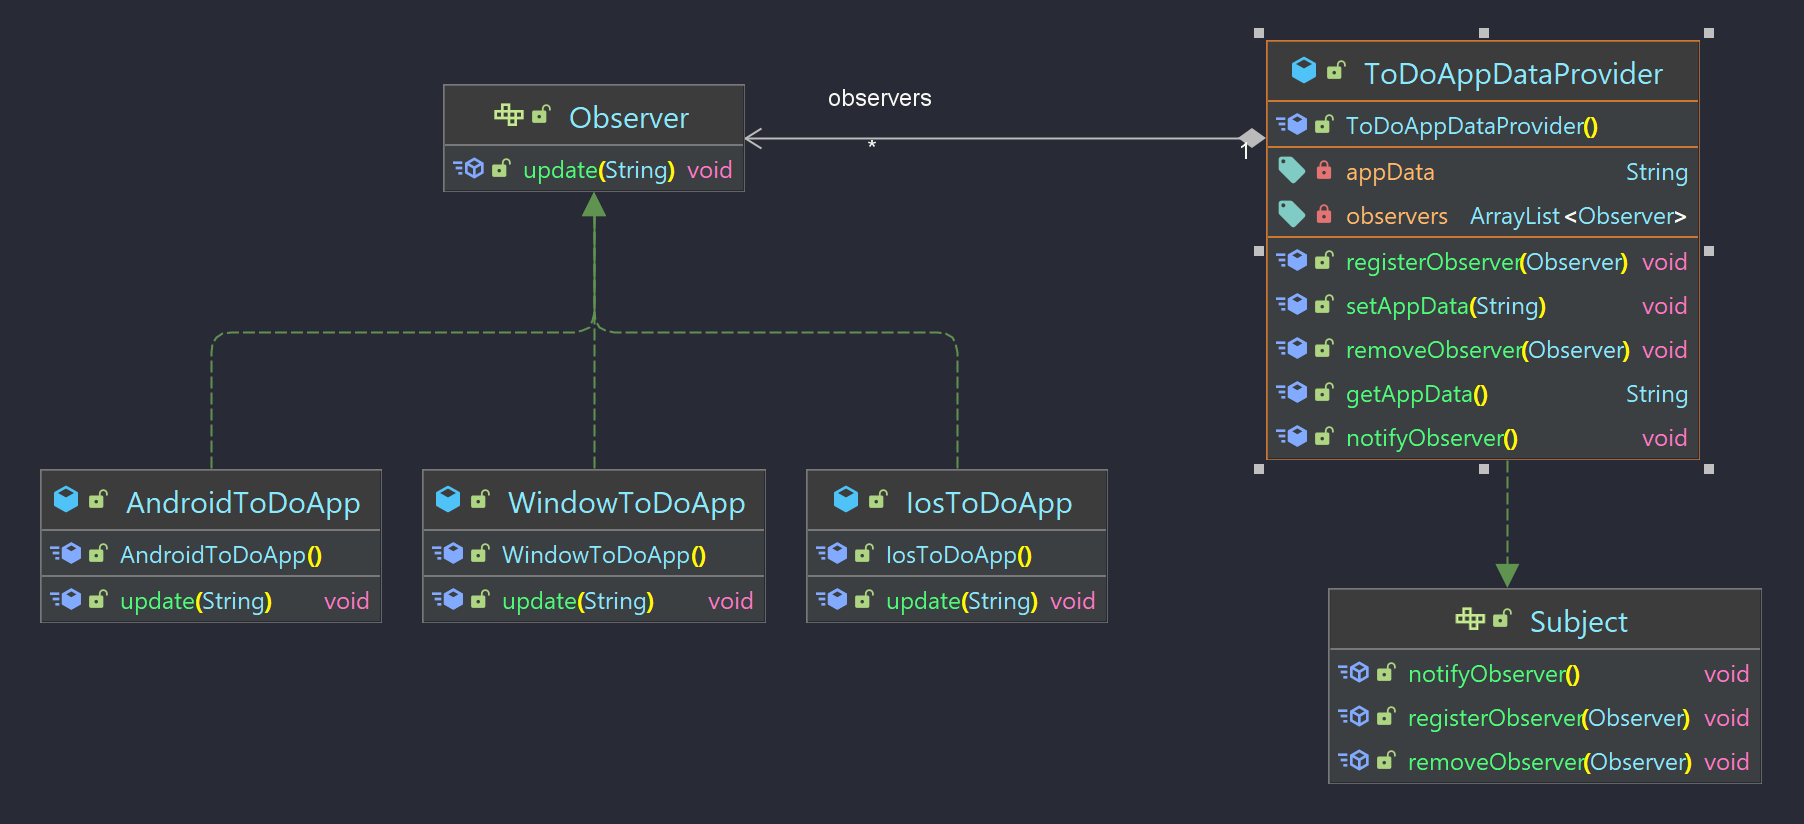 Observer
update(String) void
observers
*
1
ToDoAppDataProvider
ToDoAppDataProvider()
appData String
observers ArrayList<Observer>
registerObserver(Observer) void
setAppData(String) void
removeObserver(Observer) void
getAppData() String
notifyObserver() void
AndroidToDoApp
AndroidToDoApp()
update(String) void
WindowToDoApp
WindowToDoApp()
update(String) void
IosToDoApp
IosToDoApp()
update(String) void
Subject
notifyObserver() void
registerObserver(Observer) void
removeObserver(Observer) void